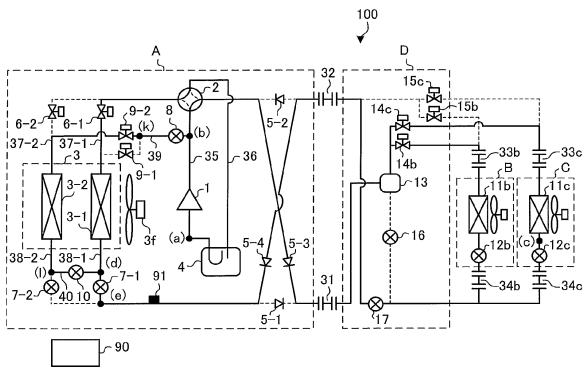 100
A
D
32
6-2
6-1
9-2
8
2
5-2
15c
14c
15b
37-2
37-1
(k)
39
(b)
3
9-1
35
36
14b
33b
33c
13
B
C
3-2
3-1
3f
1
11b
11c
16
38-2
38-1
(a)
(d)
(l)
7-1
4
5-4
5-3
(c)
12b
12c
7-2
40
10
(e)
91
31
34b
34c
5-1
17
90